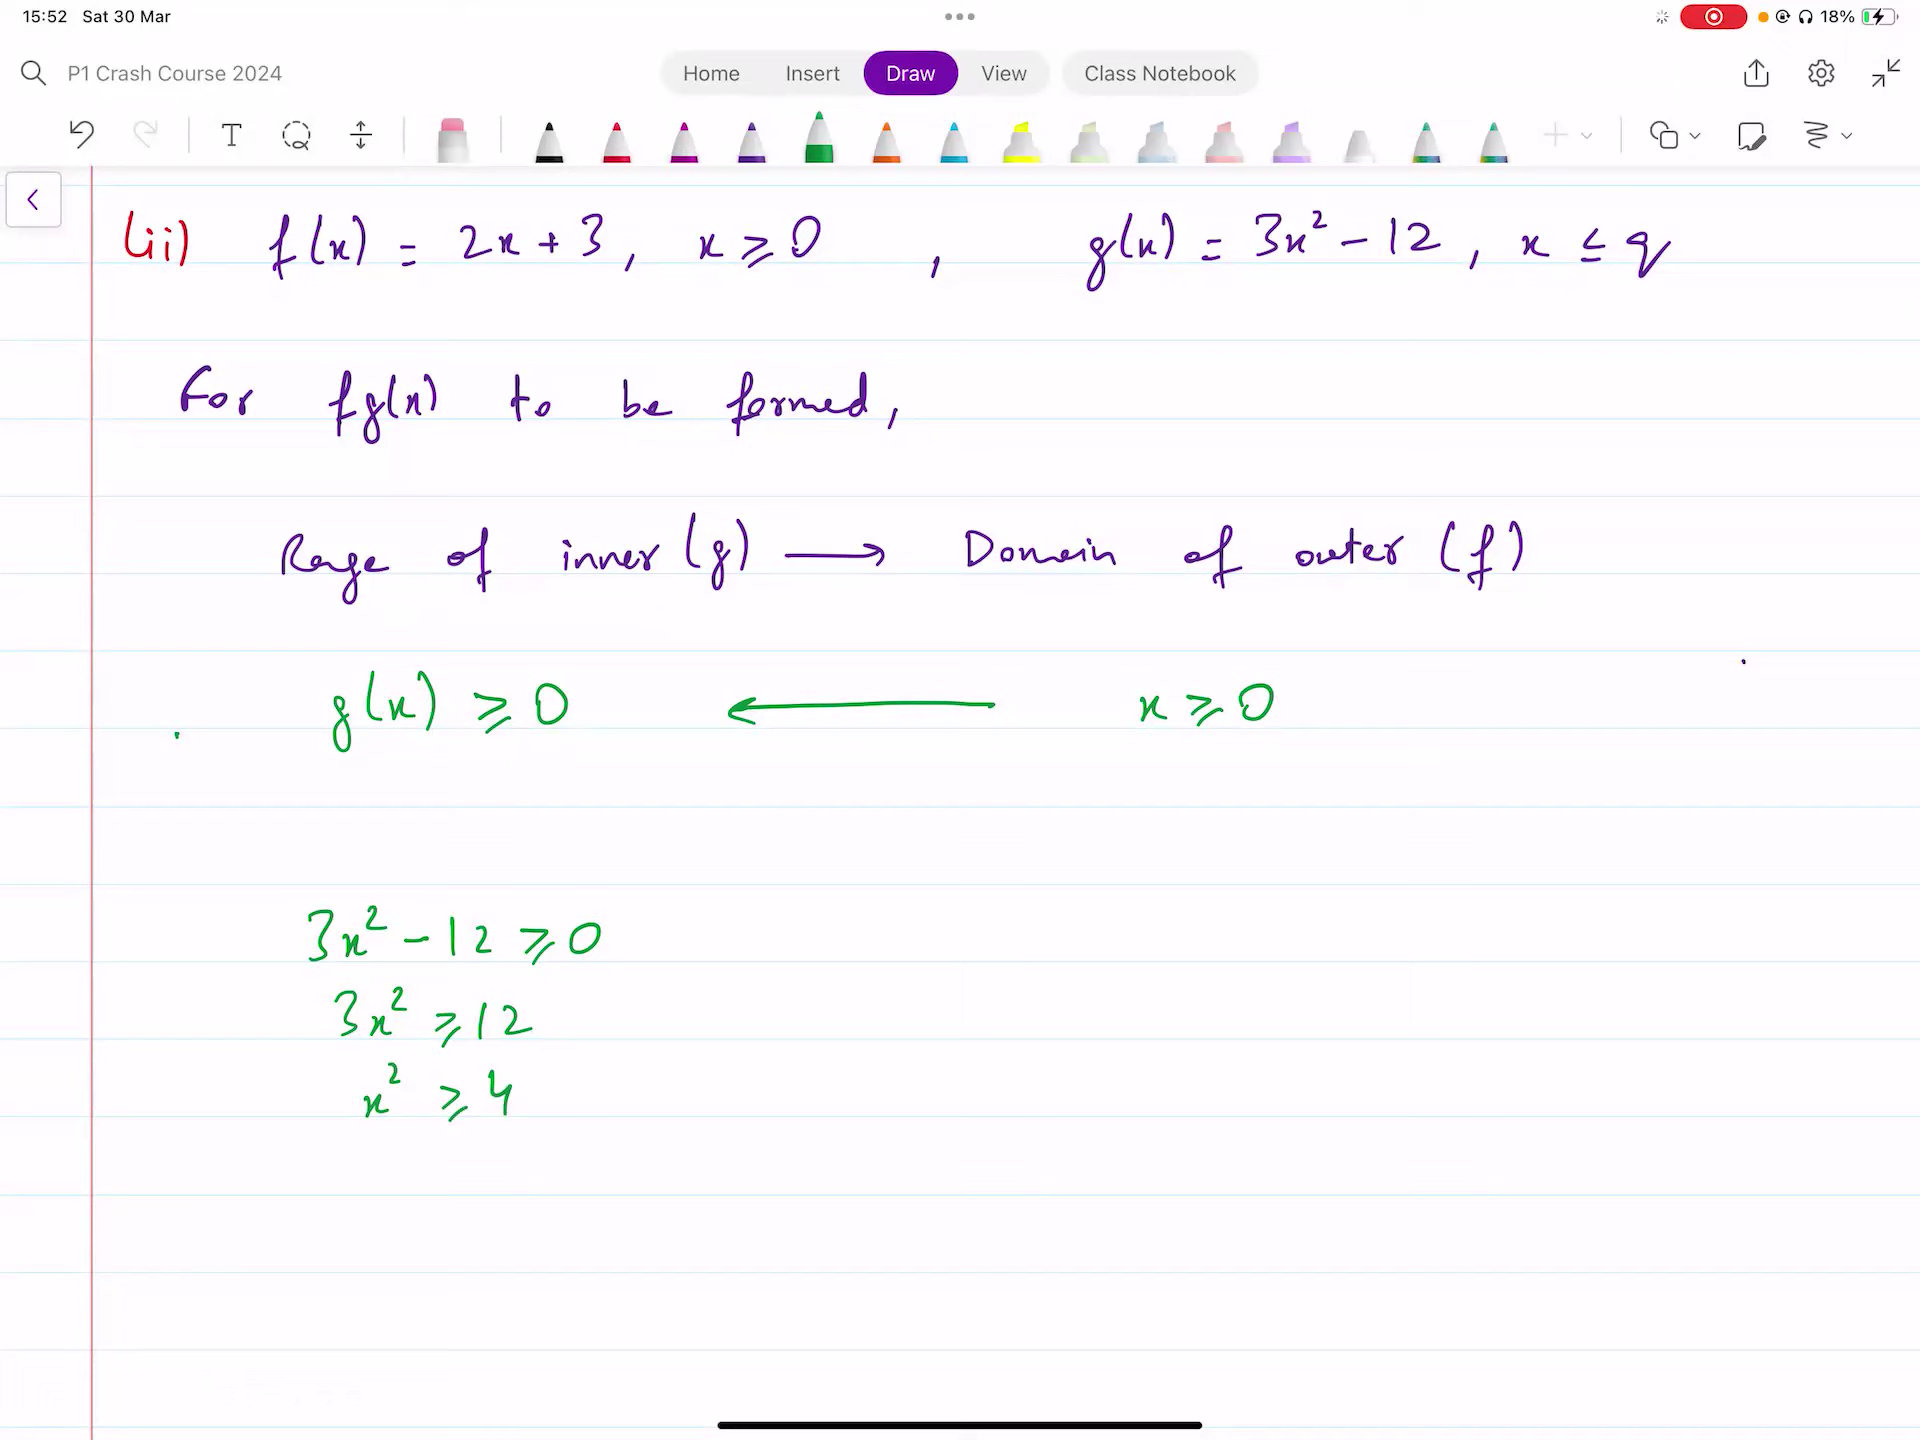 15:52 Sat 30 Mar 18%
P1 Crash Course 2024 Home Insert Draw View Class Notebook
T
(ii) f(x) = 2x + 3, x ≥ 0 , g(x) = 3x² - 12, x ≤ q
For fg(x) to be formed,
Range of inner (g) → Domain of outer (f)
g(x) ≥ 0 ← x ≥ 0
3x² - 12 ≥ 0
3x² ≥ 12
x² ≥ 4